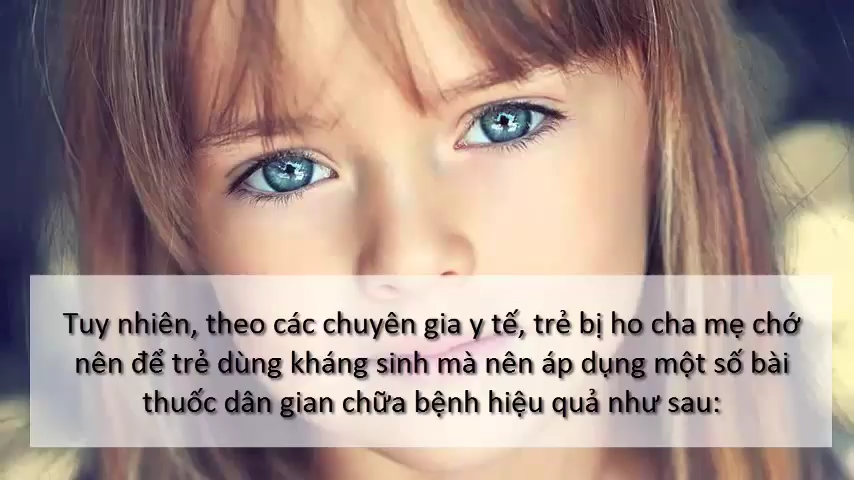 Tuy nhiên, theo các chuyên gia y tế, trẻ bị ho cha mẹ chớ
nên để trẻ dùng kháng sinh mà nên áp dụng một số bài
thuốc dân gian chữa bệnh hiệu quả như sau: